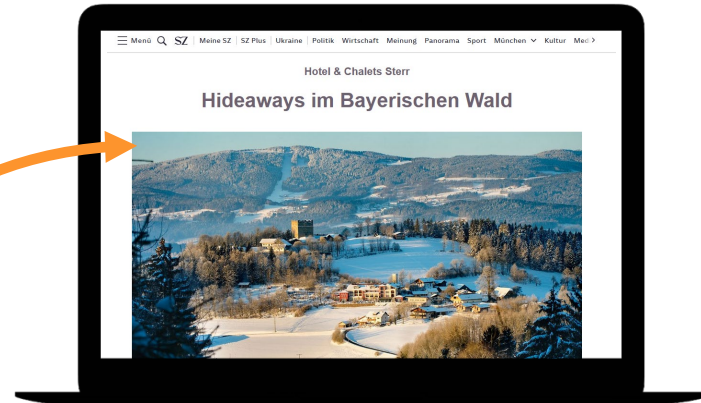 Menü SZ Meine SZ SZ Plus Ukraine Politik Wirtschaft Meinung Panorama Sport München Kultur Med
Hotel & Chalets Sterr
Hideaways im Bayerischen Wald